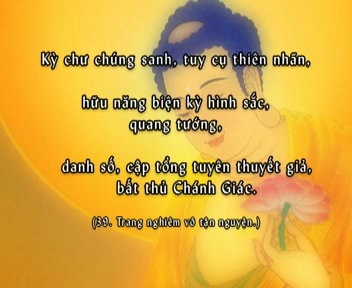 Kỳ chư chúng sanh, tuy cụ thiên nhãn,
hữu năng biện kỳ hình sắc,
quang tướng,
danh số, cập tổng tuyên thuyết giả,
bất thủ Chánh Giác.
(39. Trang nghiêm vô tận nguyện.)